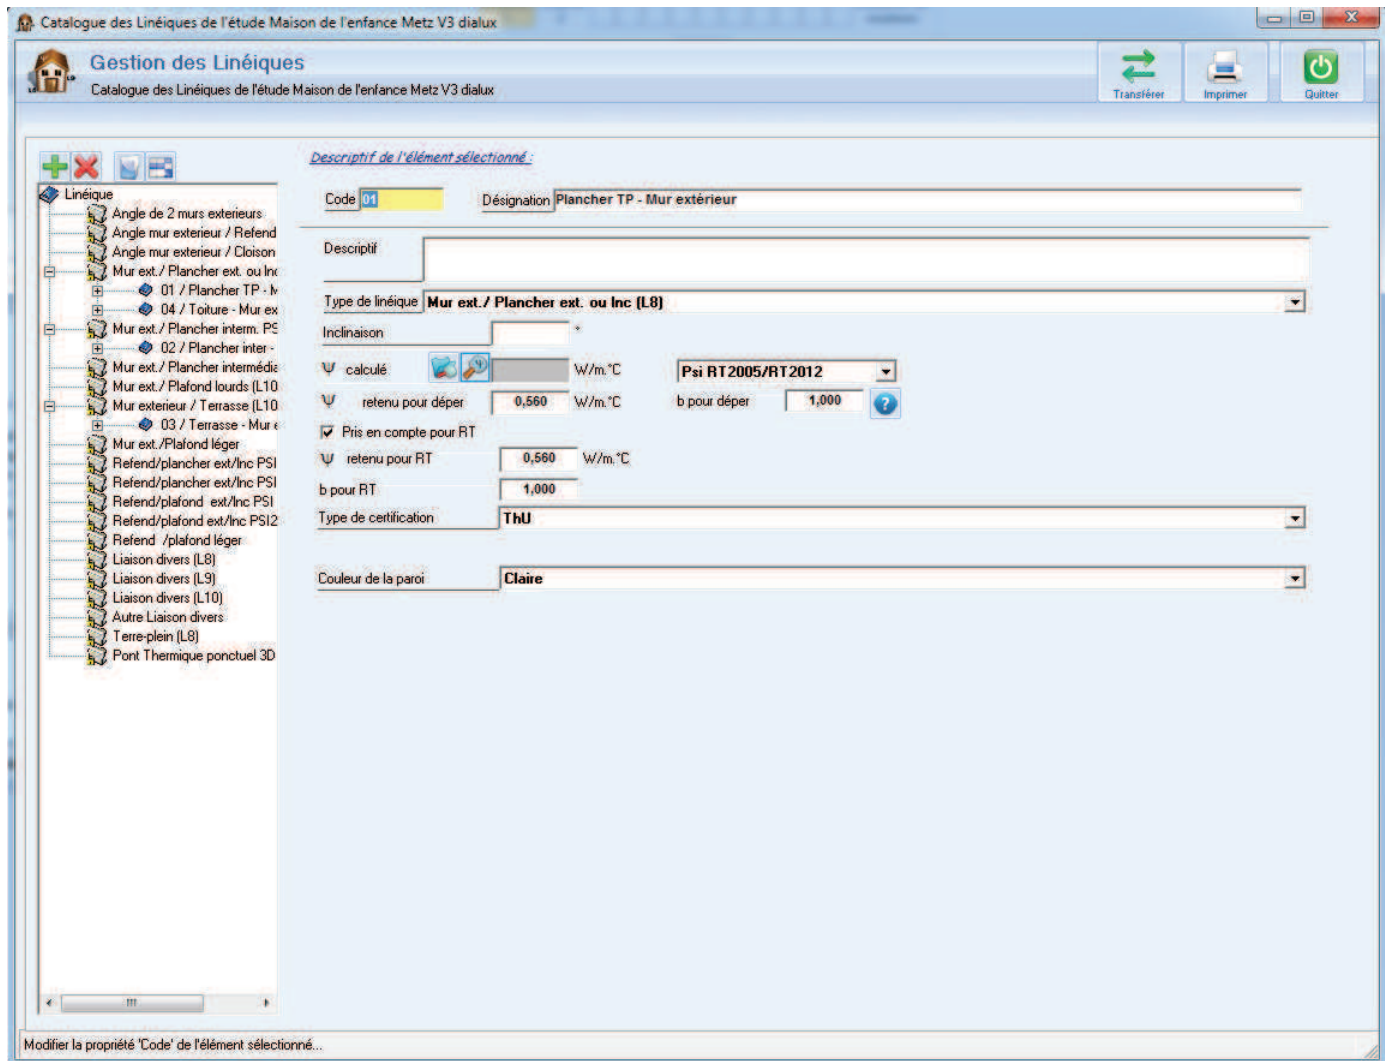 Catalogue des Linéiques de l'étude Maison de l'enfance Metz V3 dialux
Gestion des Linéiques
Catalogue des Linéiques de l'étude Maison de l'enfance Metz V3 dialux
Transférer
Imprimer
Quitter
Linéique
Angle de 2 murs exterieurs
Angle mur exterieur / Refend
Angle mur exterieur / Cloison
Mur ext./ Plancher ext. ou Inc
01 / Plancher TP - M
04 / Toiture - Mur ex
Mur ext./ Plancher interm. PS
02 / Plancher inter -
Mur ext./ Plancher intermédia
Mur ext./ Plafond lourds (L10
Mur exterieur / Terrasse (L10
03 / Terrasse - Mur e
Mur ext./Plafond léger
Refend/plancher ext/Inc PSI
Refend/plancher ext/Inc PSI
Refend/plafond ext/Inc PSI
Refend/plafond ext/Inc PSI2
Refend /plafond léger
Liaison divers (L8)
Liaison divers (L9)
Liaison divers (L10)
Autre Liaison divers
Terre-plein (L8)
Pont Thermique ponctuel 3D
Descriptif de l'élément sélectionné :
Code 01 Désignation Plancher TP - Mur extérieur
Descriptif
Type de linéique Mur ext./ Plancher ext. ou Inc (L8)
Inclinaison °
Ψ calculé W/m.°C Psi RT2005/RT2012
Ψ retenu pour déper 0,560 W/m.°C b pour déper 1,000 ?
Pris en compte pour RT
Ψ retenu pour RT 0,560 W/m.°C
b pour RT 1,000
Type de certification ThU
Couleur de la paroi Claire
Modifier la propriété 'Code' de l'élément sélectionné...